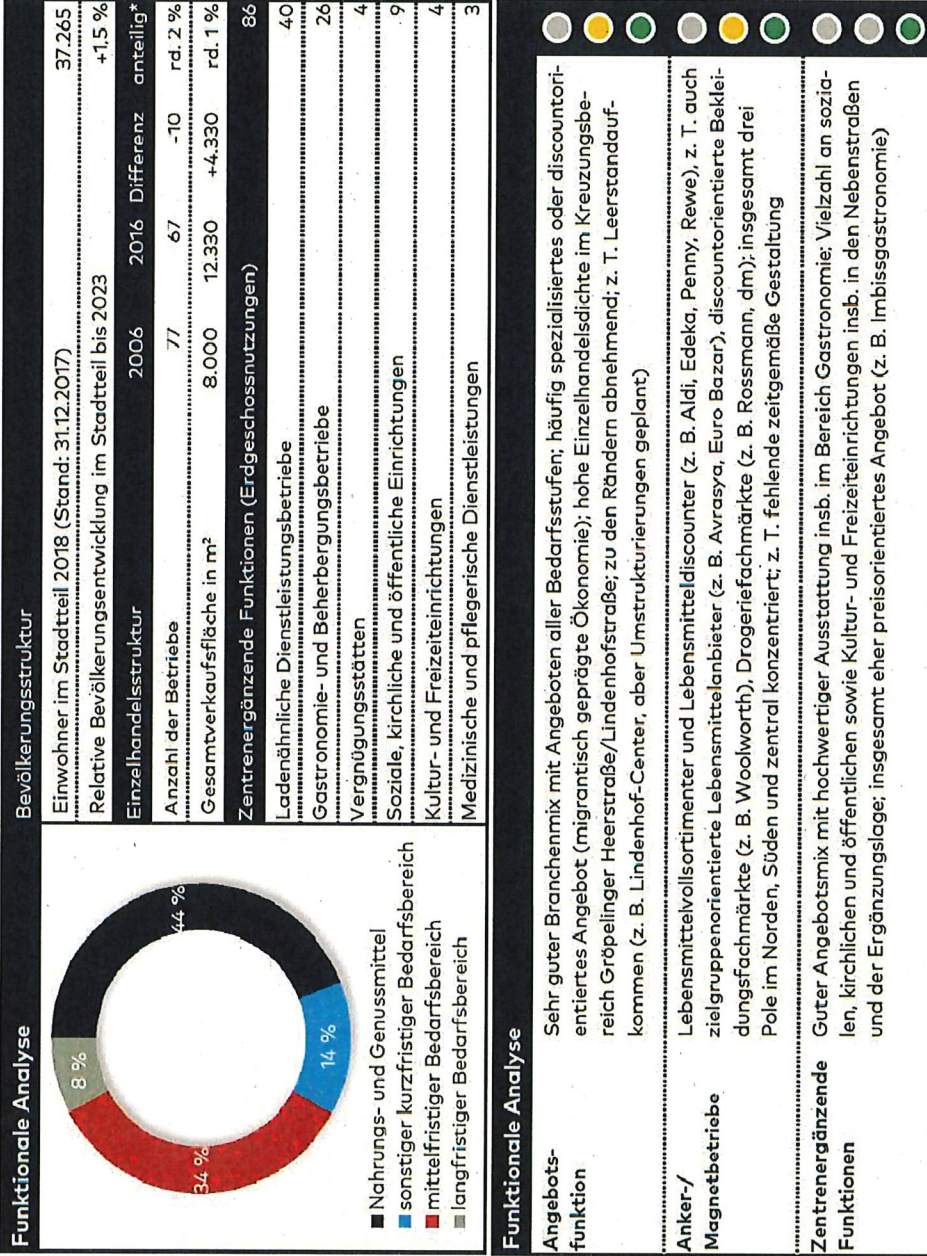 Funktionale Analyse
44 %
14 %
34 %
8 %
Nahrungs- und Genussmittel
sonstiger kurzfristiger Bedarfsbereich
mittelfristiger Bedarfsbereich
langfristiger Bedarfsbereich
Bevölkerungsstruktur
Einwohner im Stadtteil 2018 (Stand: 31.12.2017) 37.265
Relative Bevölkerungsentwicklung im Stadtteil bis 2023 +1,5 %
Einzelhandelsstruktur 2006 2016 Differenz anteilig*
Anzahl der Betriebe 77 67 -10 rd. 2 %
Gesamtverkaufsfläche in m² 8.000 12.330 +4.330 rd. 1 %
Zentrenergänzende Funktionen (Erdgeschossnutzungen) 86
Ladenähnliche Dienstleistungsbetriebe 40
Gastronomie- und Beherbergungsbetriebe 26
Vergnügungsstätten 4
Soziale, kirchliche und öffentliche Einrichtungen 9
Kultur- und Freizeiteinrichtungen 4
Medizinische und pflegerische Dienstleistungen 3
Funktionale Analyse
Angebots-
funktion
Sehr guter Branchenmix mit Angeboten aller Bedarfsstufen; häufig spezialisiertes oder discountori-
entiertes Angebot (migrantisch geprägte Ökonomie); hohe Einzelhandelsdichte im Kreuzungsbe-
reich Gröpelinger Heerstraße/Lindenhofstraße; zu den Rändern abnehmend; z. T. Leerstandauf-
kommen (z. B. Lindenhof-Center, aber Umstrukturierungen geplant)
Anker-/
Magnetbetriebe
Lebensmittelvollsortimenter und Lebensmitteldiscounter (z. B. Aldi, Edeka, Penny, Rewe), z. T. auch
zielgruppenorientierte Lebensmittelanbieter (z. B. Avrasya, Euro Bazar), discountorientierte Beklei-
dungsfachmärkte (z. B. Woolworth), Drogeriefachmärkte (z. B. Rossmann, dm); insgesamt drei
Pole im Norden, Süden und zentral konzentriert; z. T. fehlende zeitgemäße Gestaltung
Zentrenergänzende
Funktionen
Guter Angebotsmix mit hochwertiger Ausstattung insb. im Bereich Gastronomie; Vielzahl an sozia-
len, kirchlichen und öffentlichen sowie Kultur- und Freizeiteinrichtungen insb. in den Nebenstraßen
und der Ergänzungslage; insgesamt eher preisorientiertes Angebot (z. B. Imbissgastronomie)